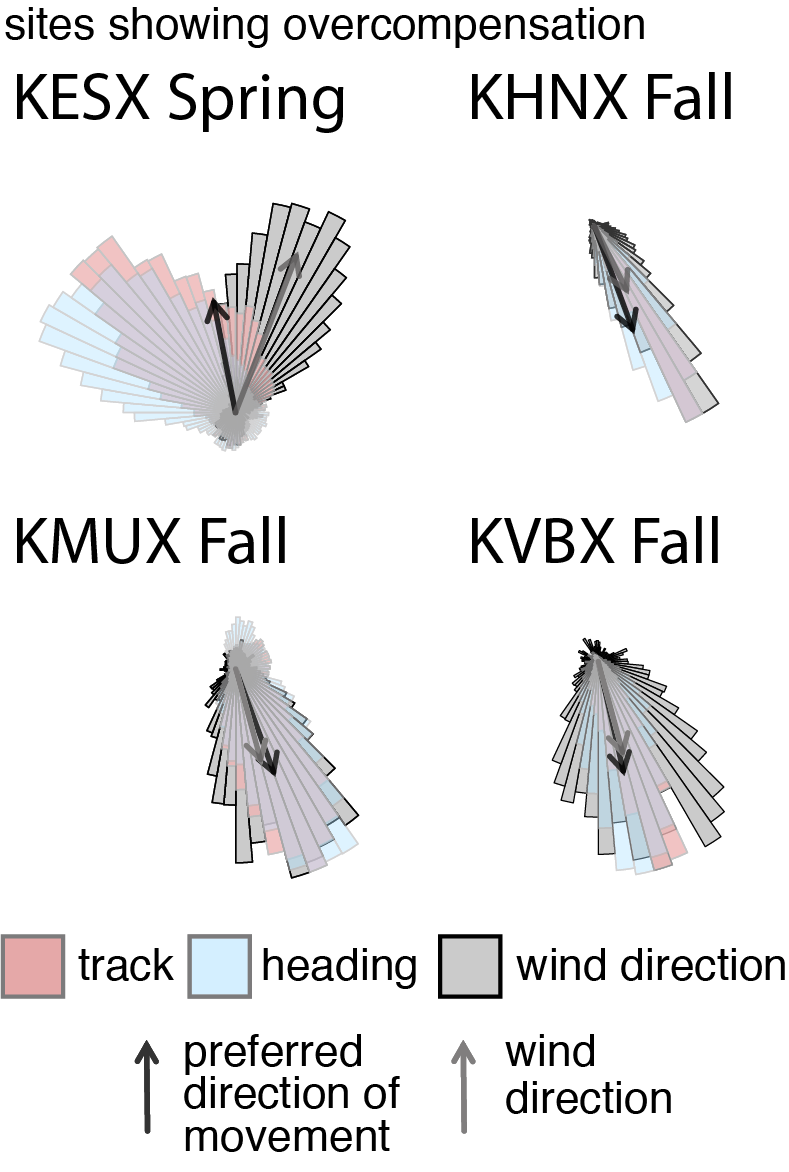 sites showing overcompensation
KESX Spring
KHNX Fall
KMUX Fall
KVBX Fall
track
heading
wind direction
preferred
direction of
movement
wind
direction